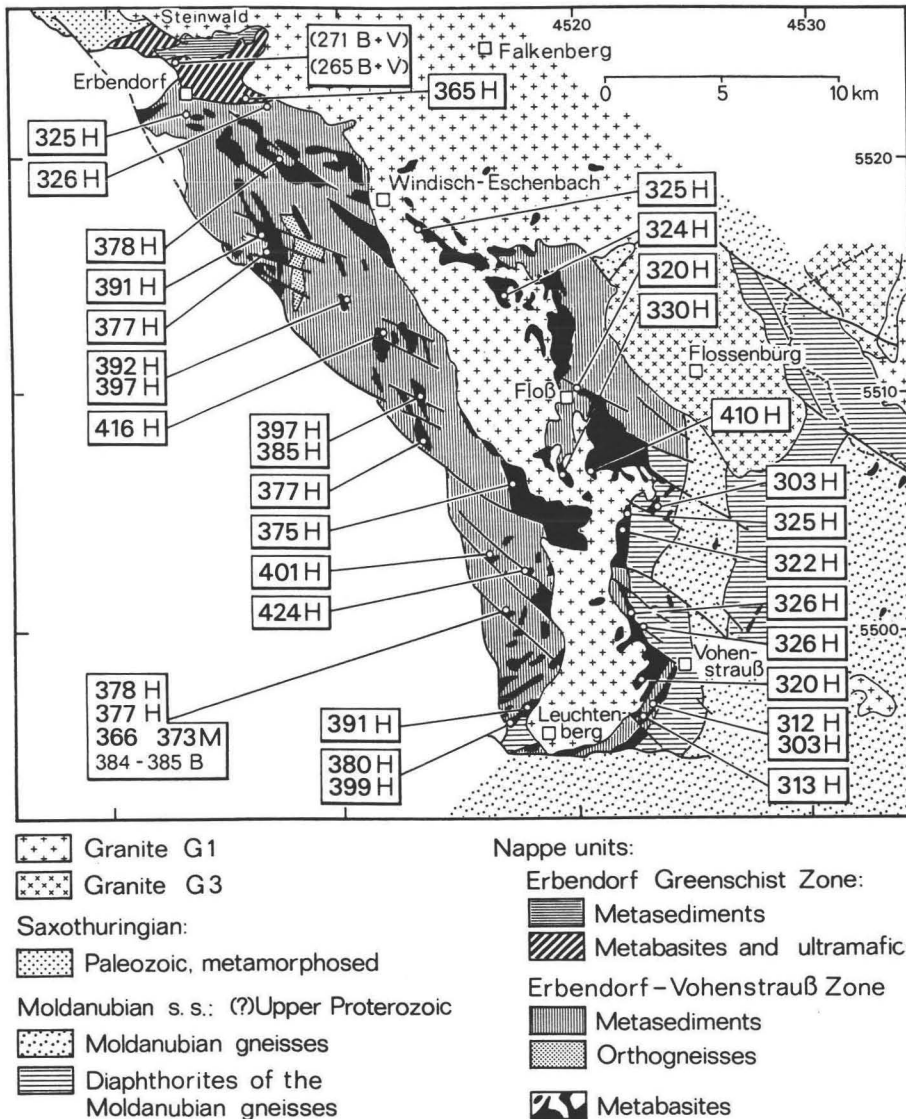 4520
4530
Steinwald
(271 B+V)
(265 B+V)
Falkenberg
Erbendorf
365 H
0 5 10 km
325 H
326 H
5520
Windisch-Eschenbach
325 H
324 H
320 H
330 H
378 H
391 H
377 H
392 H
397 H
416 H
Flossenbürg
Floß
5510
410 H
397 H
385 H
377 H
375 H
401 H
424 H
303 H
325 H
322 H
326 H
326 H
5500
Vohen-
strauß
320 H
378 H
377 H
366 373 M
384 - 385 B
391 H
380 H
399 H
Leuchten-
berg
312 H
303 H
313 H
Granite G1
Granite G3
Saxothuringian:
Paleozoic, metamorphosed
Moldanubian s. s.: (?)Upper Proterozoic
Moldanubian gneisses
Diaphthorites of the
Moldanubian gneisses
Nappe units:
Erbendorf Greenschist Zone:
Metasediments
Metabasites and ultramafic
Erbendorf-Vohenstrauß Zone
Metasediments
Orthogneisses
Metabasites